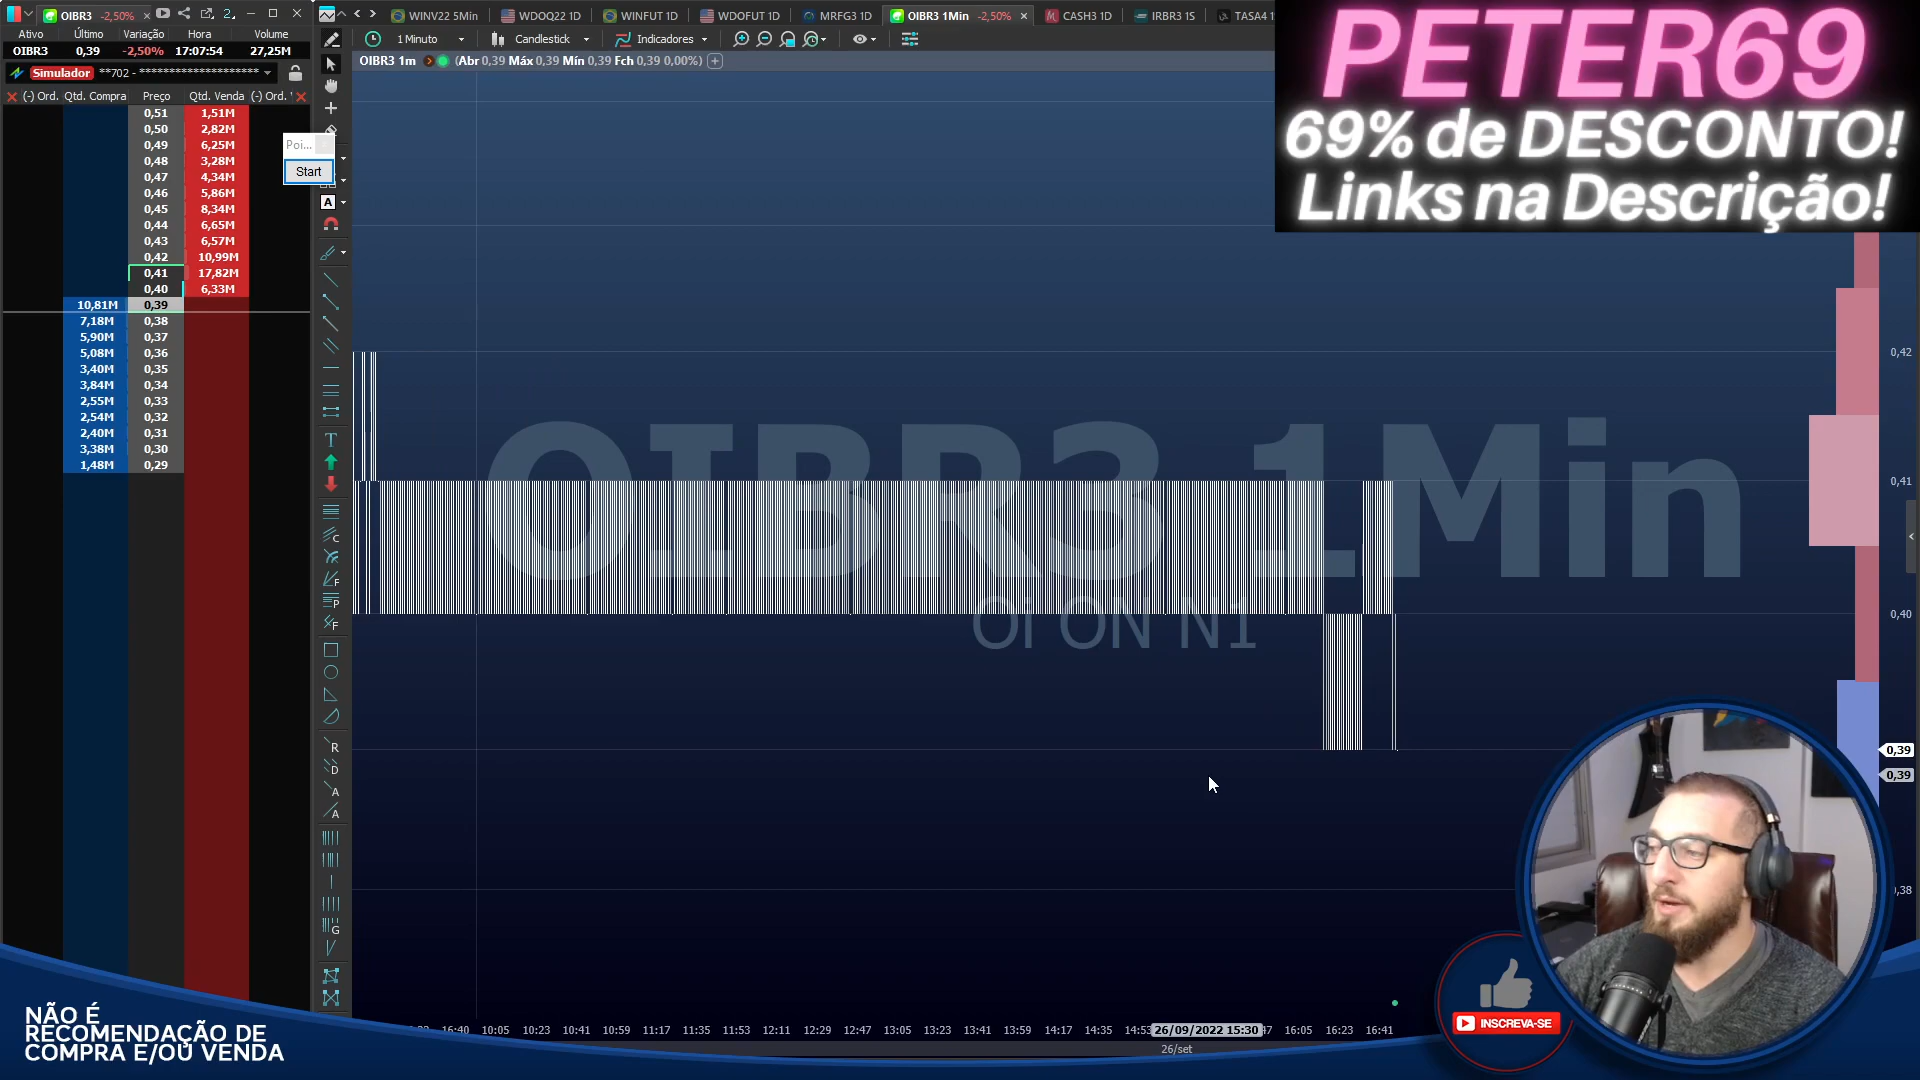 OIBR3 -2,50%
2
WINV22 5Min
WDOQ22 1D
WINFUT 1D
WDOFUT 1D
MRFG3 1D
OIBR3 1Min -2,50%
CASH3 1D
IRBR3 1S
TASA4 1
Ativo Último Variação Hora Volume
OIBR3 0,39 -2,50% 17:07:54 27,25M
1 Minuto
Candlestick
Indicadores
Simulador **702 - ********************
OIBR3 1m (Abr 0,39 Máx 0,39 Mín 0,39 Fch 0,39 0,00%)
(-) Ord. Qtd. Compra Preço Qtd. Venda (-) Ord.
0,51 1,51M
0,50 2,82M
0,49 6,25M
0,48 3,28M
0,47 4,34M
0,46 5,86M
0,45 8,34M
0,44 6,65M
0,43 6,57M
0,42 10,99M
0,41 17,82M
0,40 6,33M
10,81M 0,39
7,18M 0,38
5,90M 0,37
5,08M 0,36
3,40M 0,35
3,84M 0,34
2,55M 0,33
2,54M 0,32
2,40M 0,31
3,38M 0,30
1,48M 0,29
Poi...
Start
PETER69
69% de DESCONTO!
Links na Descrição!
OIBR3 1Min
Oi ON N1
0,42
0,41
0,40
0,39
0,39
,38
16:40 10:05 10:23 10:41 10:59 11:17 11:35 11:53 12:11 12:29 12:47 13:05 13:23 13:41 13:59 14:17 14:35 14:53 26/09/2022 15:30 47 16:05 16:23 16:41
26/set
NÃO É
RECOMENDAÇÃO DE
COMPRA E/OU VENDA
INSCREVA-SE